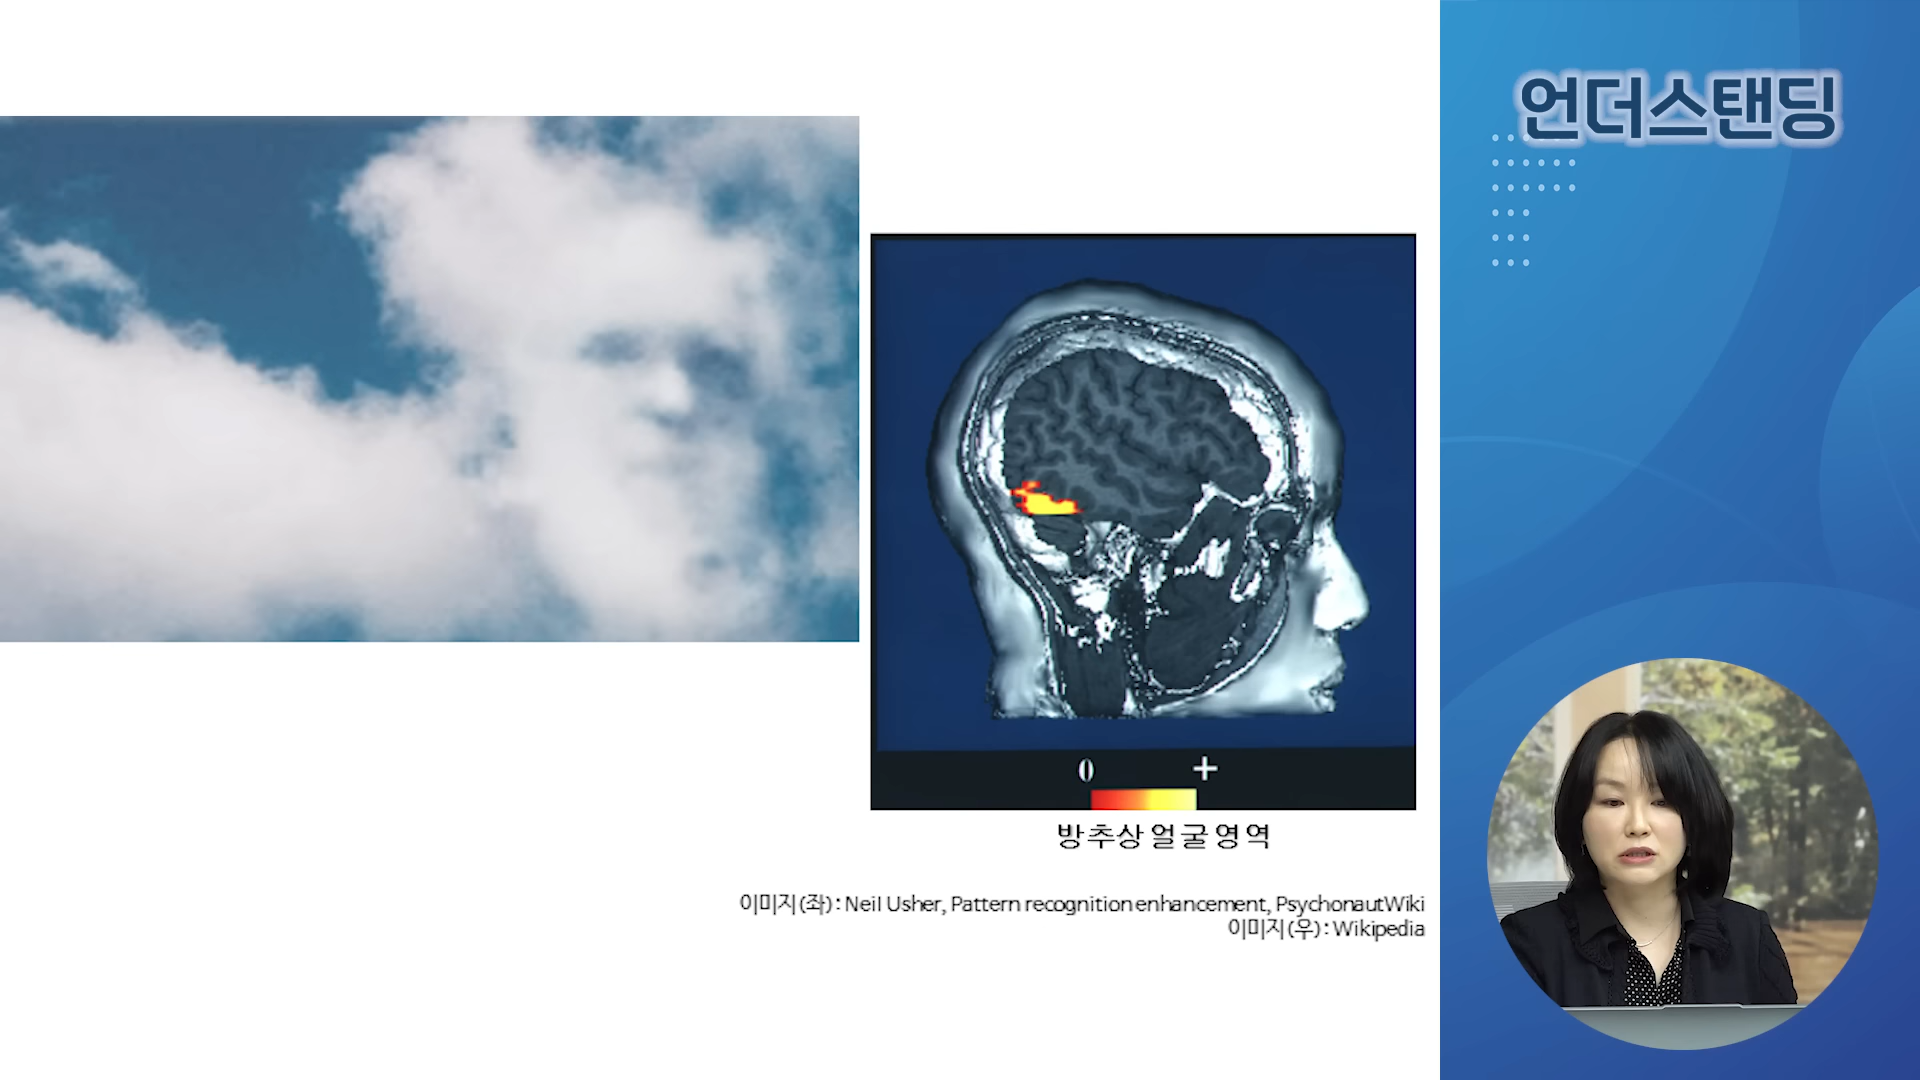 언더스탠딩
0 +
방추상 얼굴 영역
이미지(좌) : Neil Usher, Pattern recognition enhancement, PsychonautWiki
이미지(우) : Wikipedia